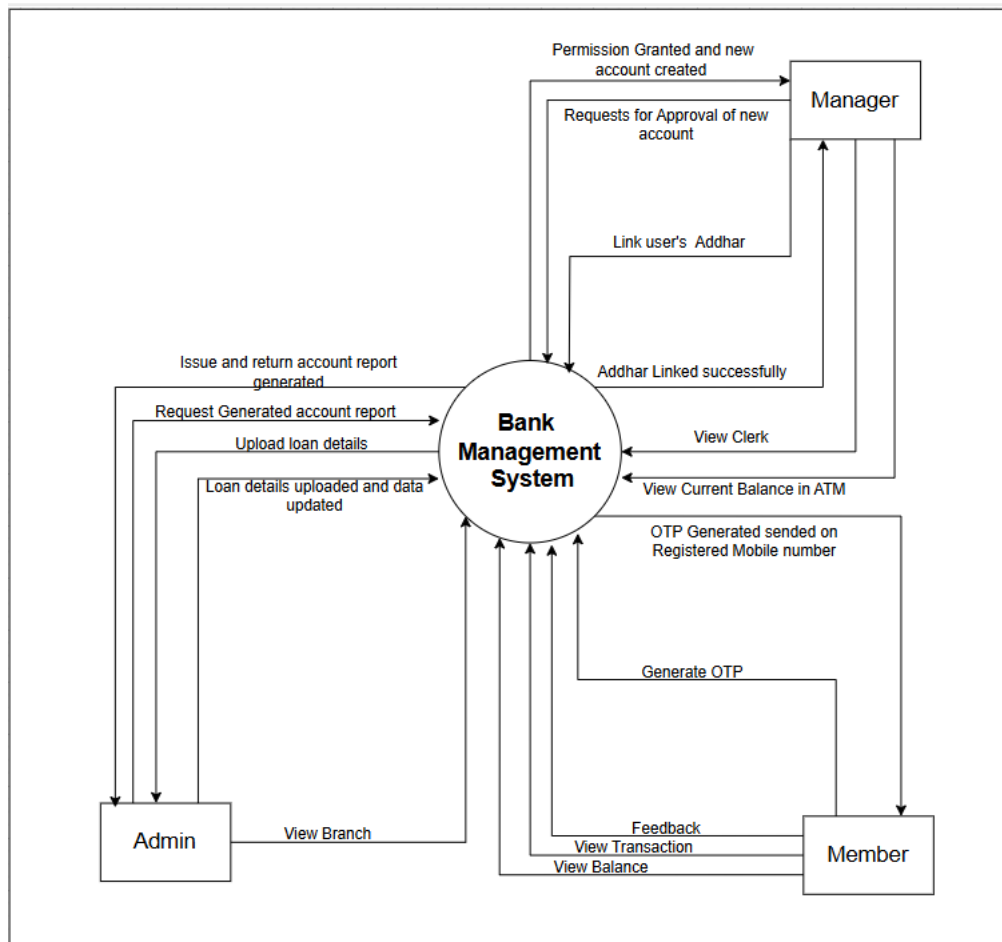 Permission Granted and new
account created
Manager
Requests for Approval of new
account
Link user's Addhar
Issue and return account report
generated
Addhar Linked successfully
Request Generated account report
Bank
Management
System
Upload loan details
View Clerk
Loan details uploaded and data
updated
View Current Balance in ATM
OTP Generated sended on
Registered Mobile number
Generate OTP
Admin
View Branch
Feedback
View Transaction
View Balance
Member